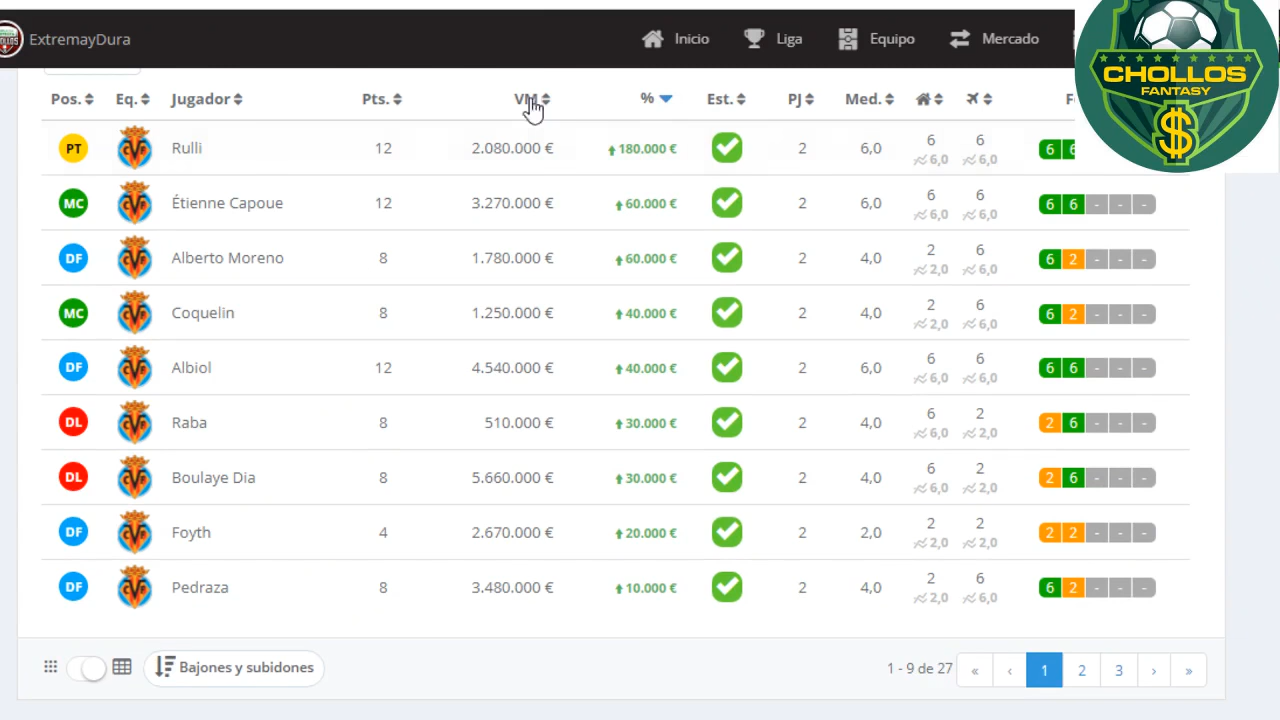 ExtremayDura Inicio Liga Equipo Mercado
CHOLLOS
FANTASY
$
Pos. Eq. Jugador Pts. VM % Est. PJ Med.
PT Rulli 12 2.080.000 € 180.000 € 2 6,0 6 6,0 6 6,0 6
MC Étienne Capoue 12 3.270.000 € 60.000 € 2 6,0 6 6,0 6 6,0 6 6 - - -
DF Alberto Moreno 8 1.780.000 € 60.000 € 2 4,0 2 2,0 6 6,0 6 2 - - -
MC Coquelin 8 1.250.000 € 40.000 € 2 4,0 2 2,0 6 6,0 6 2 - - -
DF Albiol 12 4.540.000 € 40.000 € 2 6,0 6 6,0 6 6,0 6 6 - - -
DL Raba 8 510.000 € 30.000 € 2 4,0 6 6,0 2 2,0 2 6 - - -
DL Boulaye Dia 8 5.660.000 € 30.000 € 2 4,0 6 6,0 2 2,0 2 6 - - -
DF Foyth 4 2.670.000 € 20.000 € 2 2,0 2 2,0 2 2,0 2 2 - - -
DF Pedraza 8 3.480.000 € 10.000 € 2 4,0 2 2,0 6 6,0 6 2 - - -
Bajones y subidones 1 - 9 de 27 « ‹ 1 2 3 › »